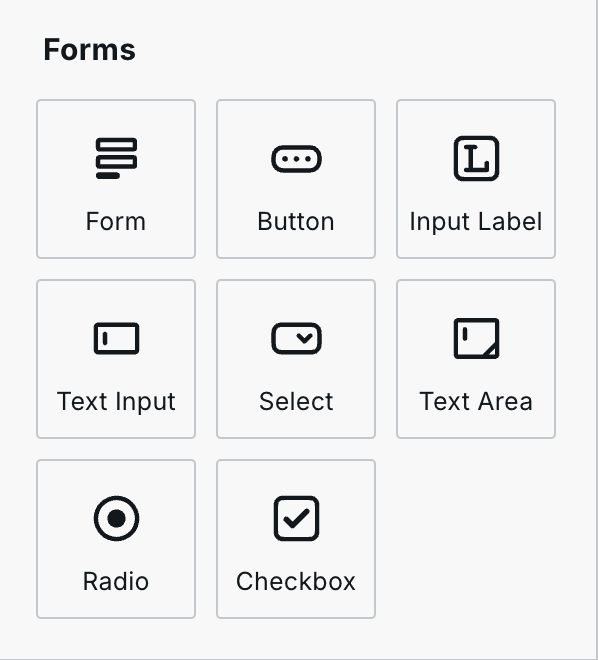 Forms
Form
Button
Input Label
Text Input
Select
Text Area
Radio
Checkbox